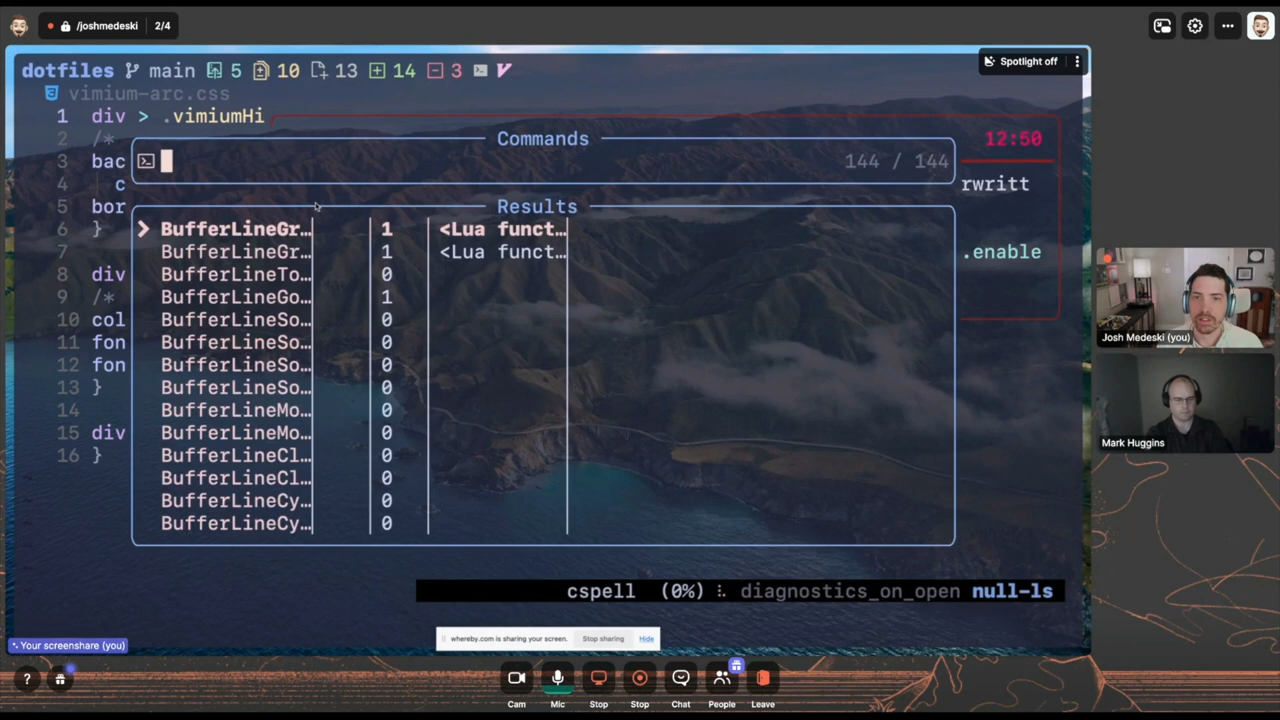 /joshmedeski 2/4
Spotlight off
dotfiles main 5 10 13 14 3
vimium-arc.css
1 div > .vimiumHi
2 /*
3 bac
4 c
5 bor
6 }
7
8 div
9 /*
10 col
11 fon
12 fon
13 }
14
15 div
16 }
Commands
144 / 144
12:50
rwritt
.enable
Results
BufferLineGr… 1 <Lua funct…
BufferLineGr… 1 <Lua funct…
BufferLineTo… 0
BufferLineGo… 1
BufferLineSo… 0
BufferLineSo… 0
BufferLineSo… 0
BufferLineSo… 0
BufferLineMo… 0
BufferLineMo… 0
BufferLineCl… 0
BufferLineCl… 0
BufferLineCy… 0
BufferLineCy… 0
cspell (0%) diagnostics_on_open null-ls
Josh Medeski (you)
Mark Huggins
whereby.com is sharing your screen. Stop sharing Hide
Your screenshare (you)
?
Cam Mic Stop Stop Chat People Leave